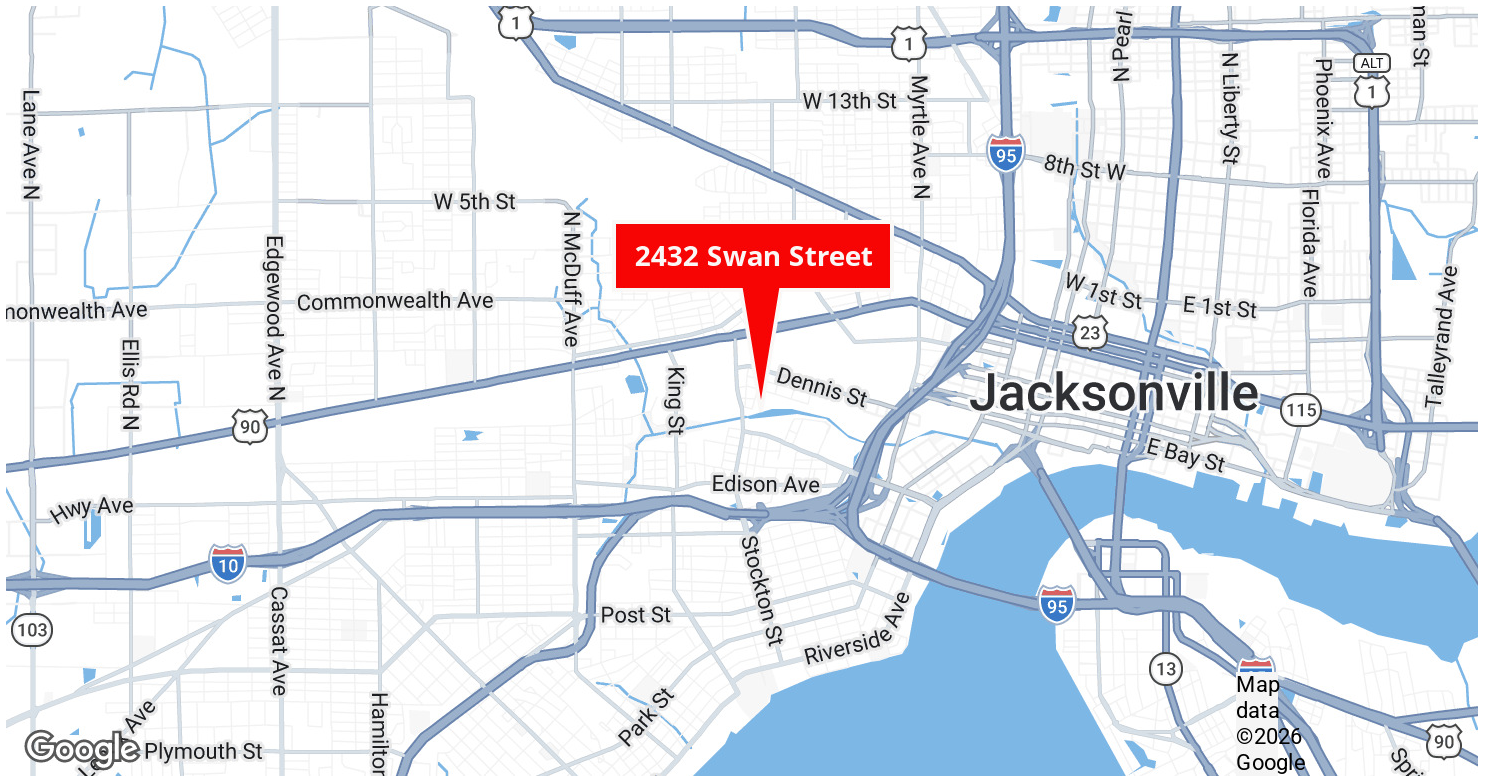 1
1
ALT
1
man St
N Pearl
N Liberty St
Phoenix Ave
Lane Ave N
W 13th St
Myrtle Ave N
95
8th St W
W 5th St
N McDuff Ave
Florida Ave
Edgewood Ave N
2432 Swan Street
Talleyrand Ave
W 1st St
E 1st St
Commonwealth Ave
monwealth Ave
23
Ellis Rd N
King St
Dennis St
Jacksonville
115
90
E Bay St
Edison Ave
Hwy Ave
10
Stockton St
Cassat Ave
Post St
95
Riverside Ave
103
13
Park St
Hamilton
Ave
Plymouth St
Google
90
Map
data
©2026
Google